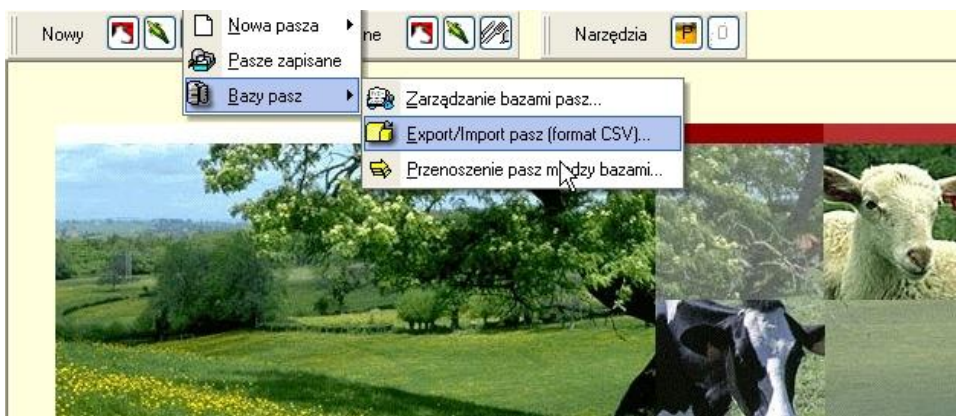 Nowy
Nowa pasza
ne
Narzędzia
P
Pasze zapisane
Bazy pasz
Zarządzanie bazami pasz...
Export/Import pasz (format CSV)...
Przenoszenie pasz między bazami...